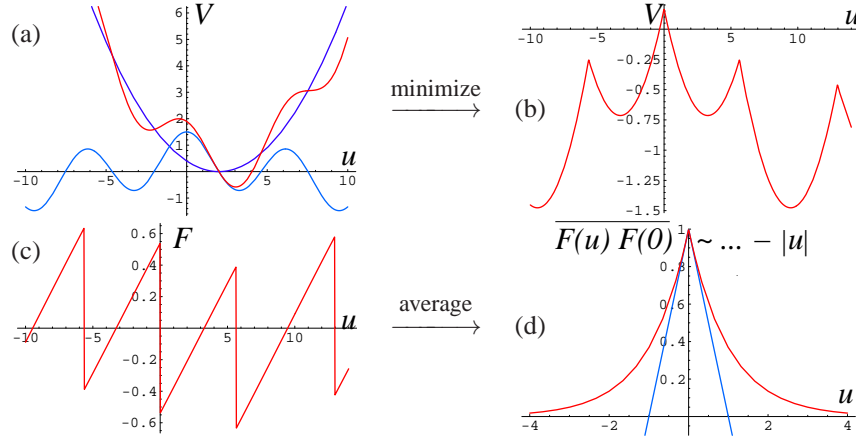 (a)
V
6
5
4
3
2
1
-1
-10
-5
5
10
u
minimize
(b)
V
u
-10
-5
5
10
-0.25
-0.5
-0.75
-1
-1.25
-1.5
(c)
F
0.6
0.4
0.2
-0.2
-0.4
-0.6
-10
-5
5
10
u
average
F(u) F(0) ~ ... − |u|
(d)
1
0.8
0.6
0.4
0.2
-4
-2
2
4
u